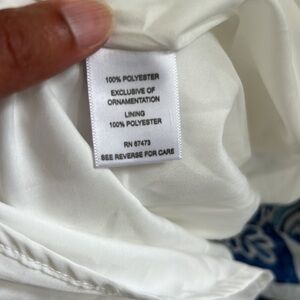 100% POLYESTER
EXCLUSIVE OF
ORNAMENTATION
LINING
100% POLYESTER
RN 67473
SEE REVERSE FOR CARE